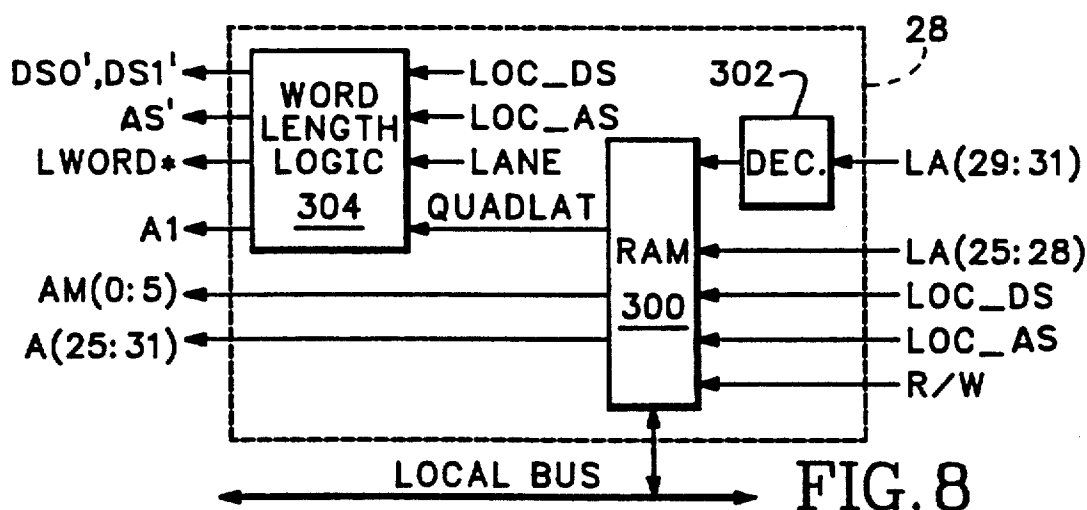 28
DS0',DS1'
WORD LENGTH LOGIC
304
LOC_DS
302
AS'
LOC_AS
LWORD*
LANE
DEC.
LA(29:31)
A1
QUADLAT
RAM
300
LA(25:28)
AM(0:5)
LOC_DS
A(25:31)
LOC_AS
R/W
LOCAL BUS
FIG. 8